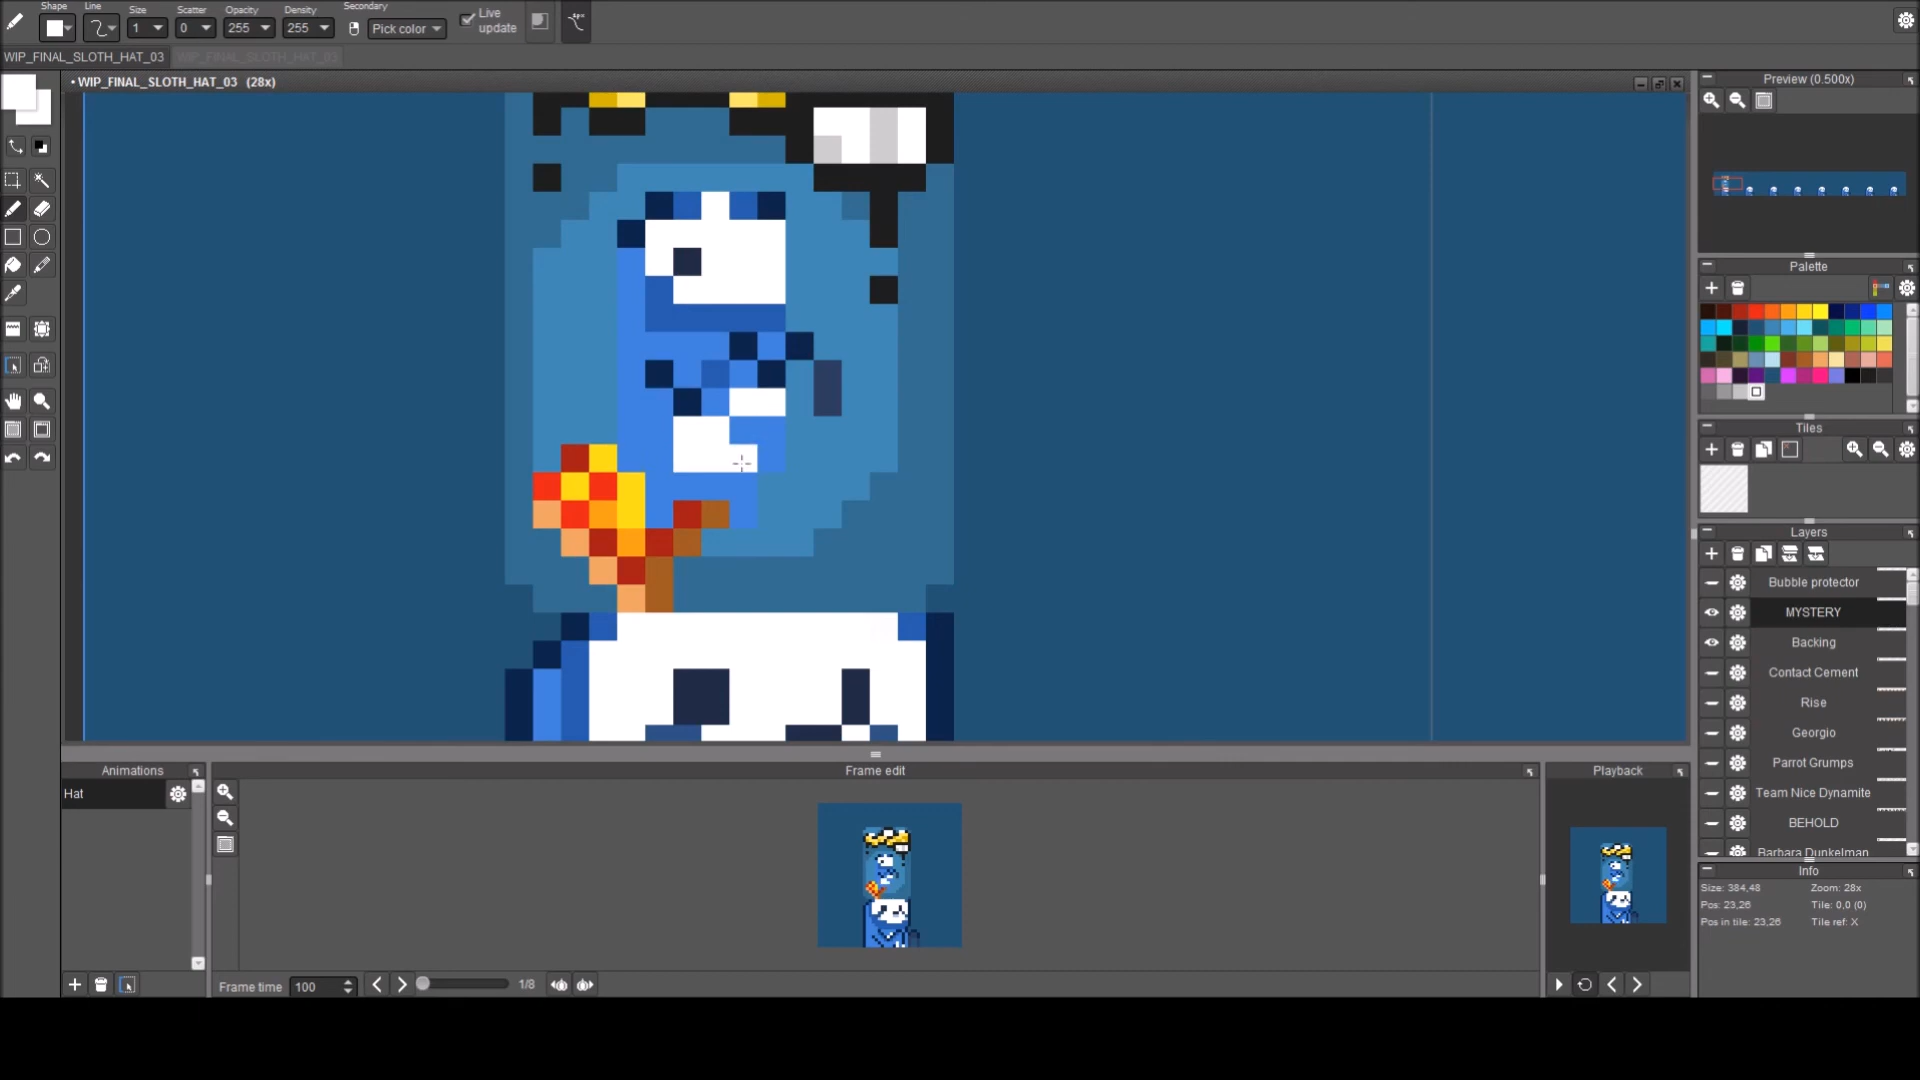 Shape Line Size Scatter Opacity Density Secondary
1 0 255 255 Pick color Live update
WIP_FINAL_SLOTH_HAT_03 WIP_FINAL_SLOTH_HAT_03
• WIP_FINAL_SLOTH_HAT_03 (28x)
Preview (0.500x)
Palette
Tiles
Layers
Bubble protector
MYSTERY
Backing
Contact Cement
Rise
Georgio
Parrot Grumps
Team Nice Dynamite
BEHOLD
Barbara Dunkelman
Info
Size: 384,48 Zoom: 28x
Pos: 23,26 Tile: 0,0 (0)
Pos in tile: 23,26 Tile ref: X
Animations
Hat
Frame edit
Playback
Frame time 100 1/8